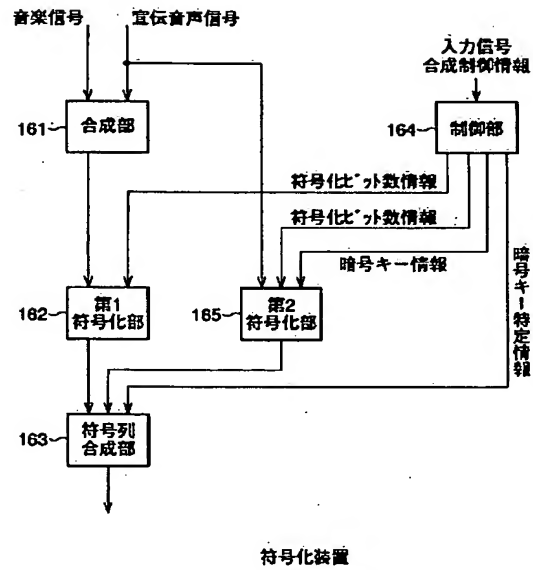 音楽信号
宣伝音声信号
入力信号
合成制御情報
161
合成部
164
制御部
符号化ビット数情報
符号化ビット数情報
暗号キー情報
暗号キー特定情報
162
第1
符号化部
165
第2
符号化部
163
符号列
合成部
符号化装置